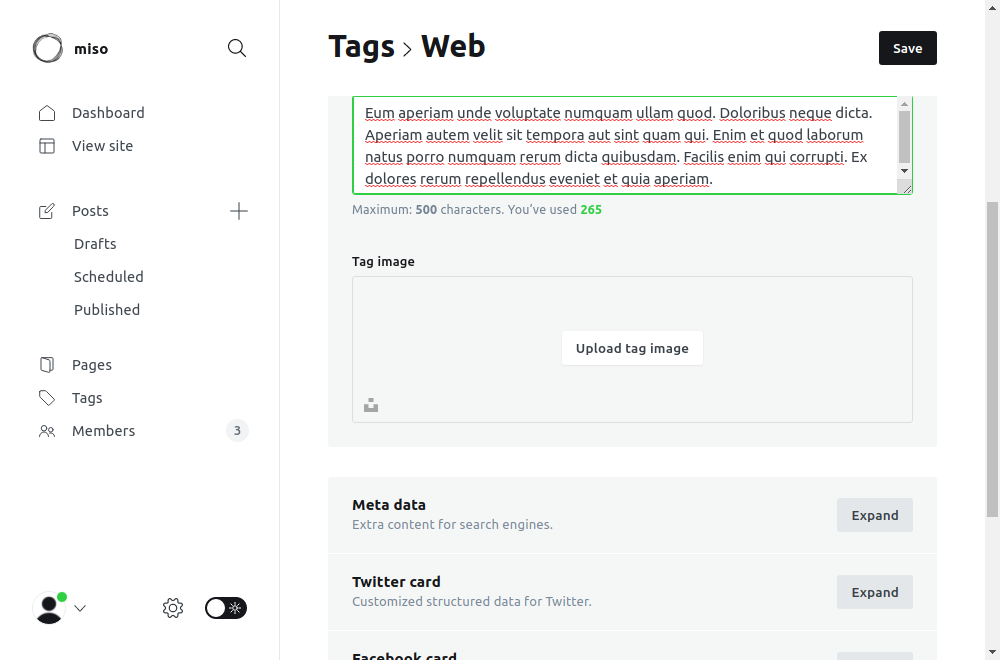 miso
Dashboard
View site
Posts
Drafts
Scheduled
Published
Pages
Tags
Members 3
Tags > Web
Save
Eum aperiam unde voluptate numquam ullam quod. Doloribus neque dicta.
Aperiam autem velit sit tempora aut sint quam qui. Enim et quod laborum
natus porro numquam rerum dicta quibusdam. Facilis enim qui corrupti. Ex
dolores rerum repellendus eveniet et quia aperiam.
Maximum: 500 characters. You’ve used 265
Tag image
Upload tag image
Meta data
Extra content for search engines.
Expand
Twitter card
Customized structured data for Twitter.
Expand
Facebook card